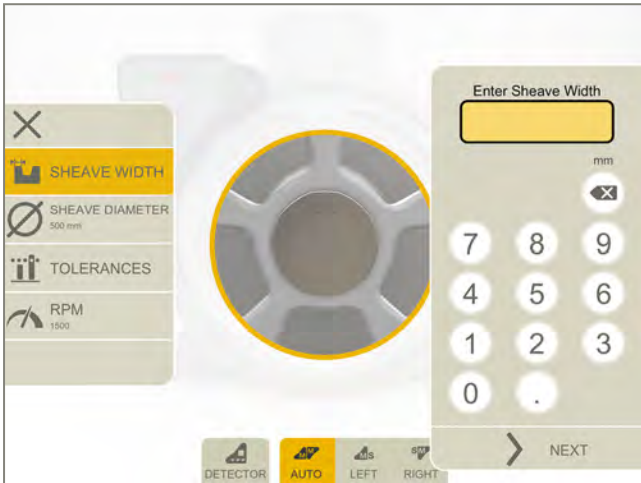 SHEAVE WIDTH
SHEAVE DIAMETER
500 mm
TOLERANCES
RPM
1500
Enter Sheave Width
mm
7 8 9
4 5 6
1 2 3
0 .
NEXT
DETECTOR
M M
AUTO
M S
LEFT
S M
RIGHT